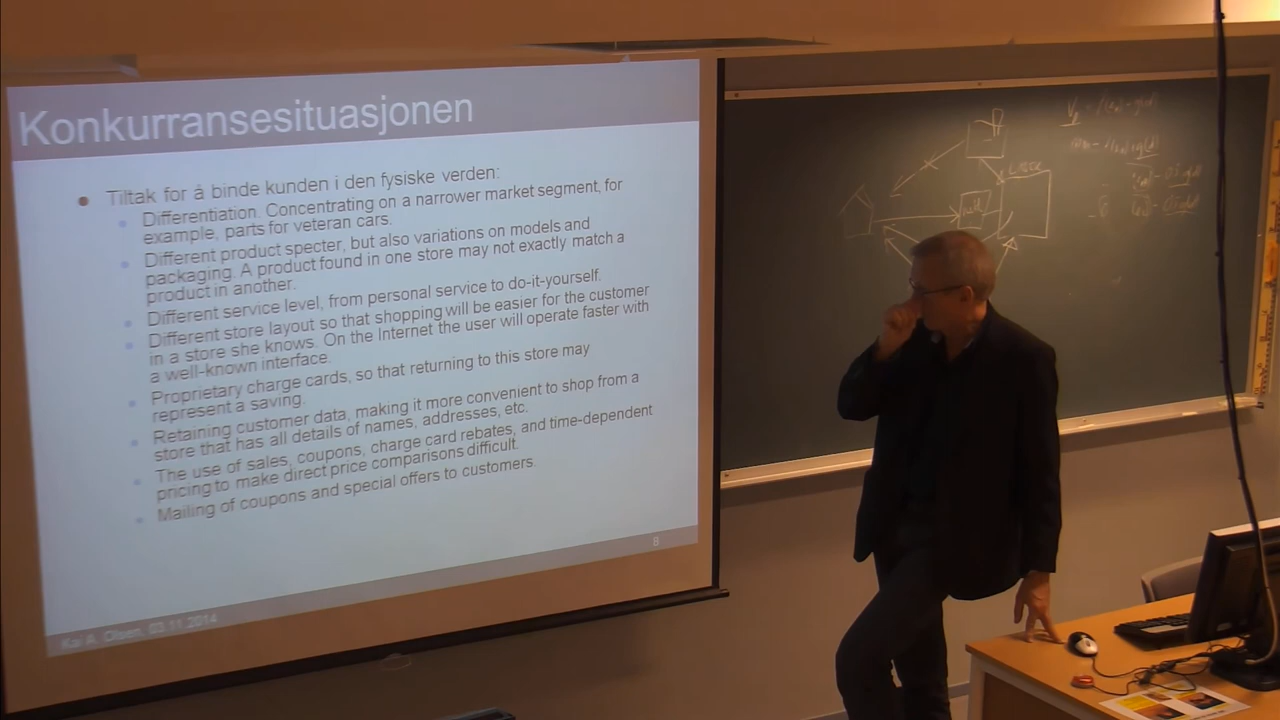 Konkurransesituasjonen
Tiltak for å binde kunden i den fysiske verden:
Differentiation. Concentrating on a narrower market segment, for
example, parts for veteran cars.
Different product specter, but also variations on models and
packaging. A product found in one store may not exactly match a
product in another.
Different service level, from personal service to do-it-yourself.
Different store layout so that shopping will be easier for the customer
in a store she knows. On the Internet the user will operate faster with
a well-known interface.
Proprietary charge cards, so that returning to this store may
represent a saving.
Retaining customer data, making it more convenient to shop from a
store that has all details of names, addresses, etc.
The use of sales, coupons, charge card rebates, and time-dependent
pricing to make direct price comparisons difficult.
Mailing of coupons and special offers to customers.
8
Kai A. Olsen, 03.11.2014